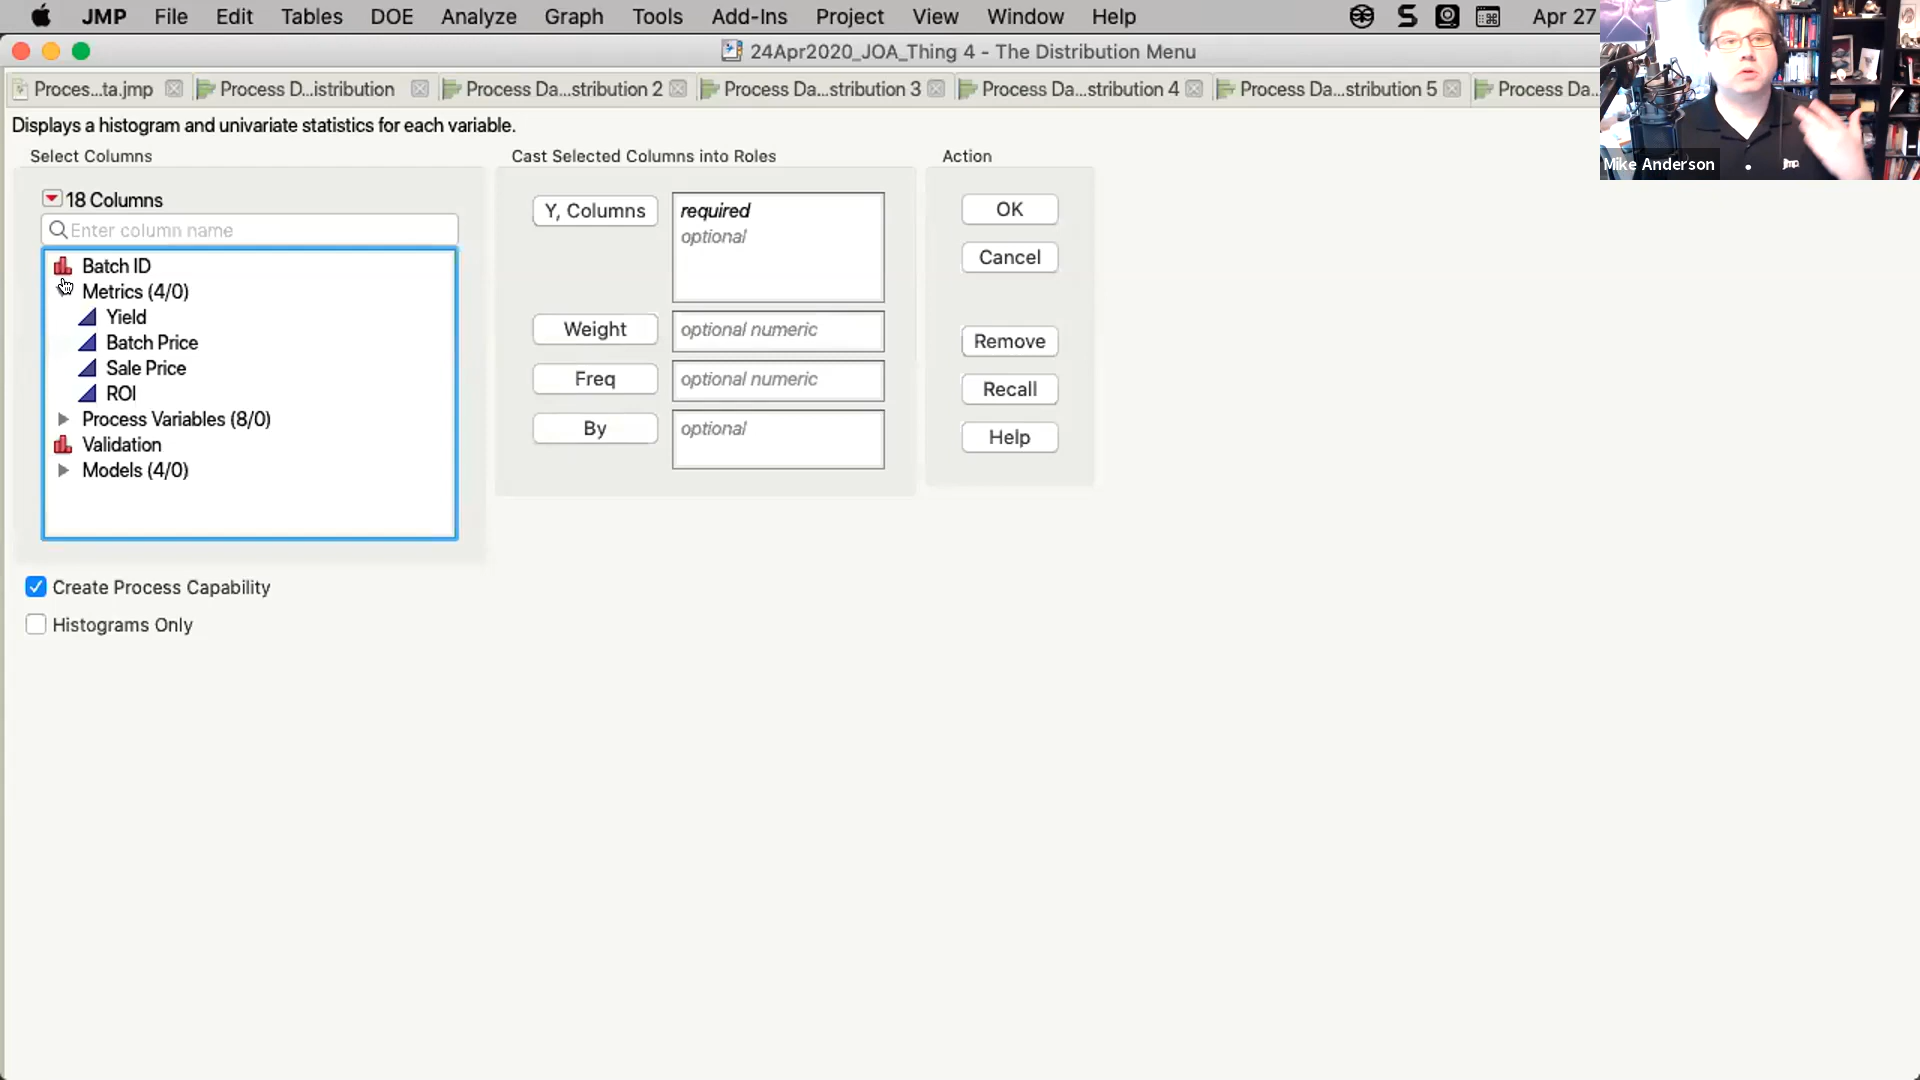 JMP File Edit Tables DOE Analyze Graph Tools Add-Ins Project View Window Help Apr 27
24Apr2020_JOA_Thing 4 - The Distribution Menu
Proces...ta.jmp Process D...istribution Process Da...stribution 2 Process Da...stribution 3 Process Da...stribution 4 Process Da...stribution 5 Process Da...
Displays a histogram and univariate statistics for each variable.
Select Columns
18 Columns
Enter column name
Batch ID
Metrics (4/0)
Yield
Batch Price
Sale Price
ROI
Process Variables (8/0)
Validation
Models (4/0)
Create Process Capability
Histograms Only
Cast Selected Columns into Roles
Y, Columns
required
optional
Weight
optional numeric
Freq
optional numeric
By
optional
Action
OK
Cancel
Remove
Recall
Help
Mike Anderson
jmp